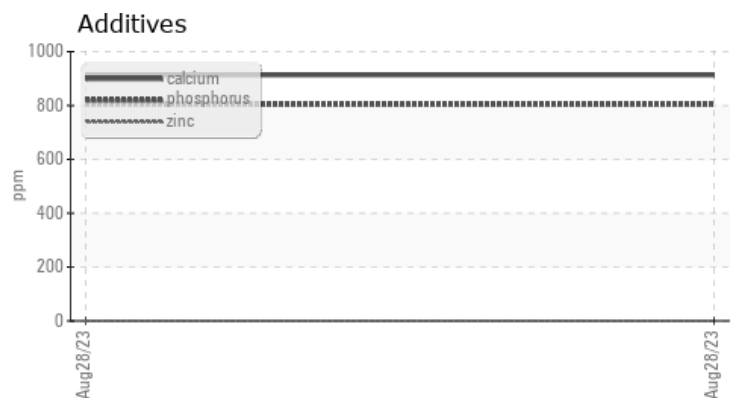 Additives
1000
calcium
phosphorus
zinc
800
600
400
200
0
ppm
Aug28/23
Aug28/23